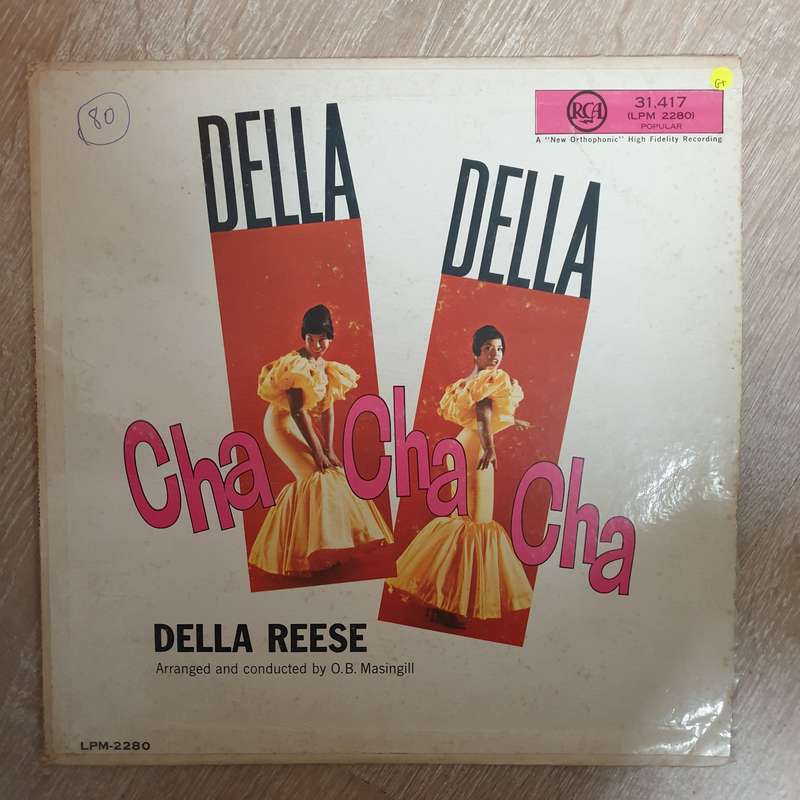 80
G+
RCA
31,417
(LPM 2280)
POPULAR
A "New Orthophonic" High Fidelity Recording
DELLA
DELLA
Cha Cha Cha
DELLA REESE
Arranged and conducted by O.B. Masingill
LPM-2280